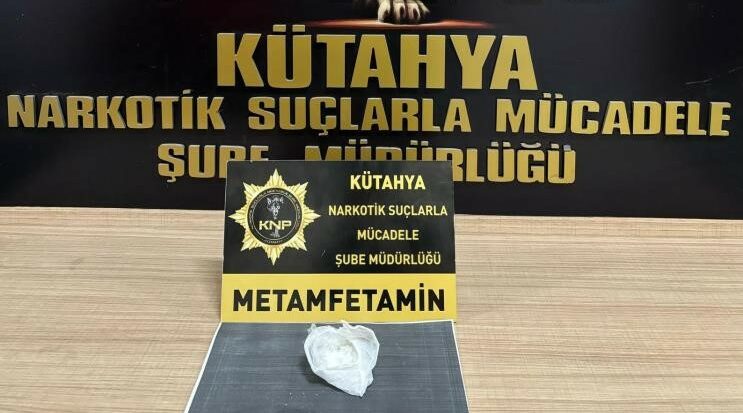 KÜTAHYA
NARKOTİK SUÇLARLA MÜCADELE
ŞUBE MÜDÜRLÜĞÜ
KNP
KÜTAHYA
NARKOTİK SUÇLARLA
MÜCADELE
ŞUBE MÜDÜRLÜĞÜ
METAMFETAMİN